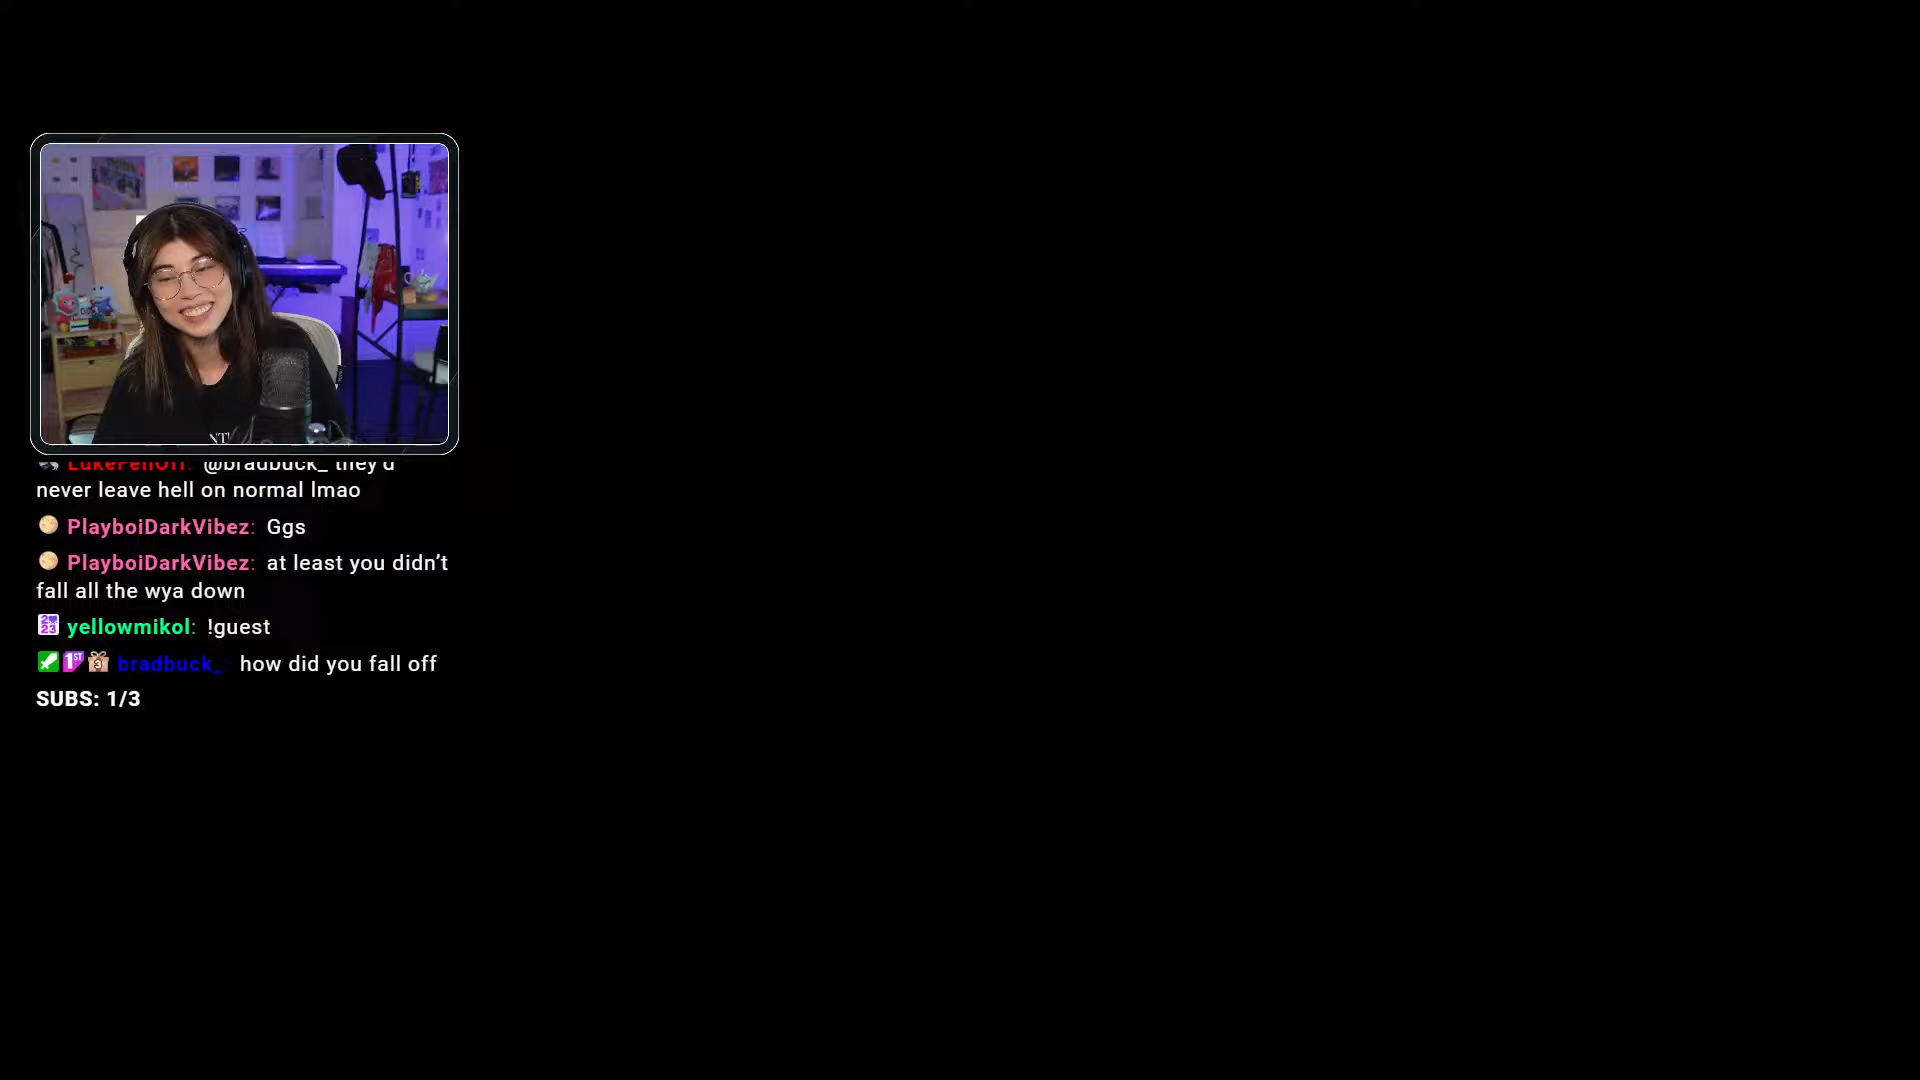 LukeFellOff: @bradbuck_ they'd
never leave hell on normal lmao
PlayboiDarkVibez: Ggs
PlayboiDarkVibez: at least you didn’t
fall all the wya down
yellowmikol: !guest
bradbuck_: how did you fall off
SUBS: 1/3